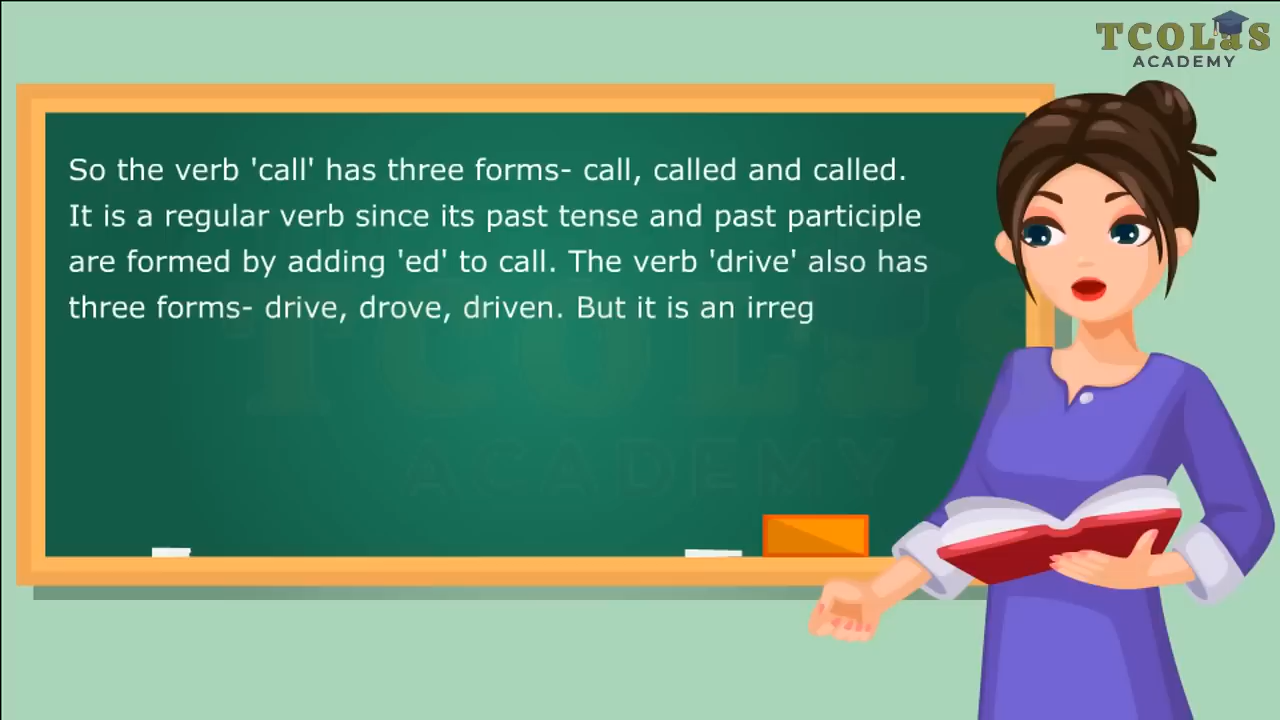 TCOLaS
ACADEMY
So the verb 'call' has three forms- call, called and called.
It is a regular verb since its past tense and past participle
are formed by adding 'ed' to call. The verb 'drive' also has
three forms- drive, drove, driven. But it is an irreg
TCOLaS
ACADEMY